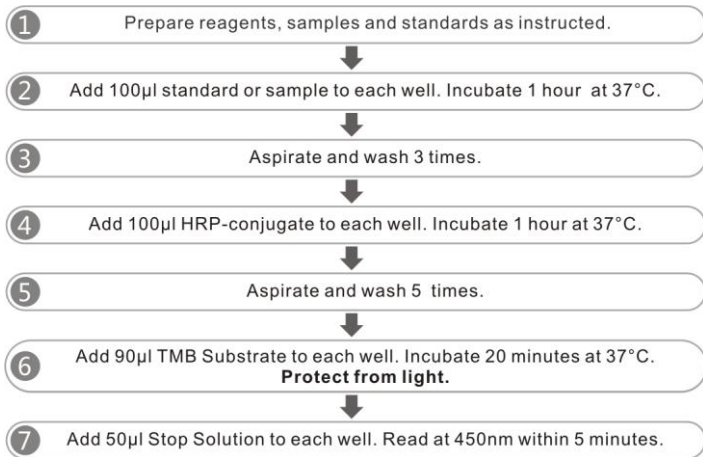 1 Prepare reagents, samples and standards as instructed.
2 Add 100μl standard or sample to each well. Incubate 1 hour at 37°C.
3 Aspirate and wash 3 times.
4 Add 100μl HRP-conjugate to each well. Incubate 1 hour at 37°C.
5 Aspirate and wash 5 times.
6 Add 90μl TMB Substrate to each well. Incubate 20 minutes at 37°C.
Protect from light.
7 Add 50μl Stop Solution to each well. Read at 450nm within 5 minutes.